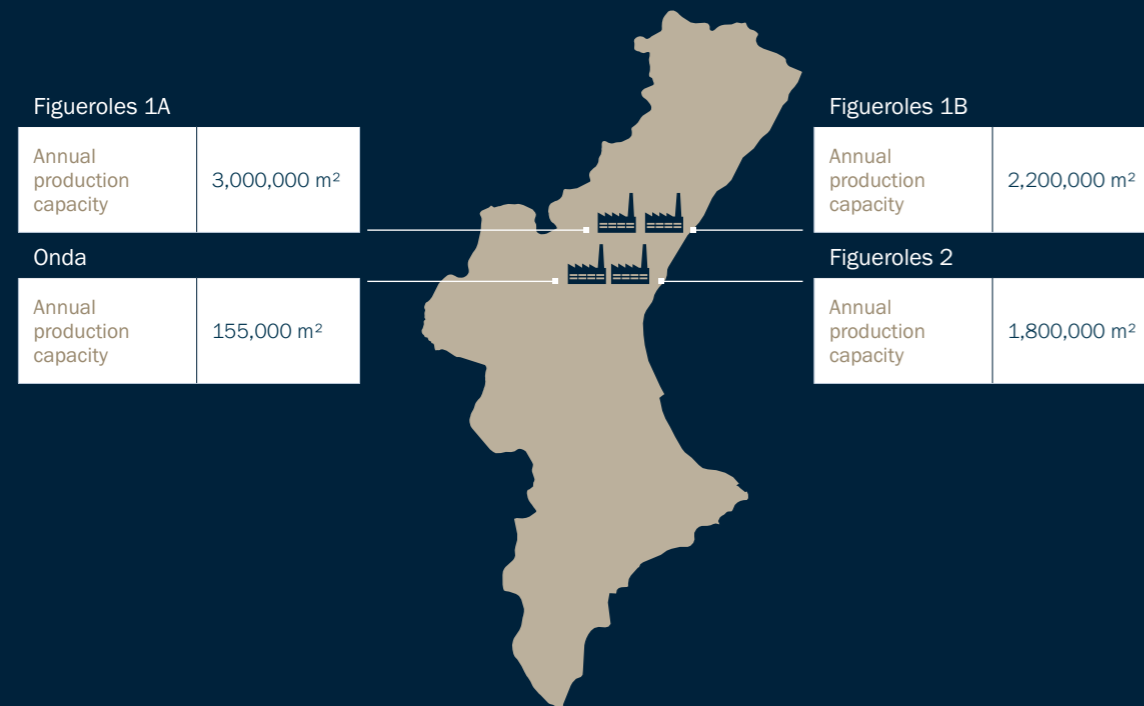 Figueroles 1A
Annual
production
capacity
3,000,000 m²
Onda
Annual
production
capacity
155,000 m²
Figueroles 1B
Annual
production
capacity
2,200,000 m²
Figueroles 2
Annual
production
capacity
1,800,000 m²